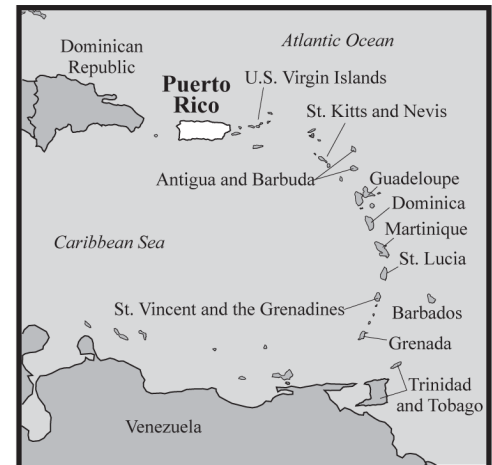 Atlantic Ocean
Dominican
Republic
Puerto
Rico
U.S. Virgin Islands
St. Kitts and Nevis
Antigua and Barbuda
Guadeloupe
Dominica
Martinique
Caribbean Sea
St. Lucia
St. Vincent and the Grenadines
Barbados
Grenada
Trinidad
and Tobago
Venezuela